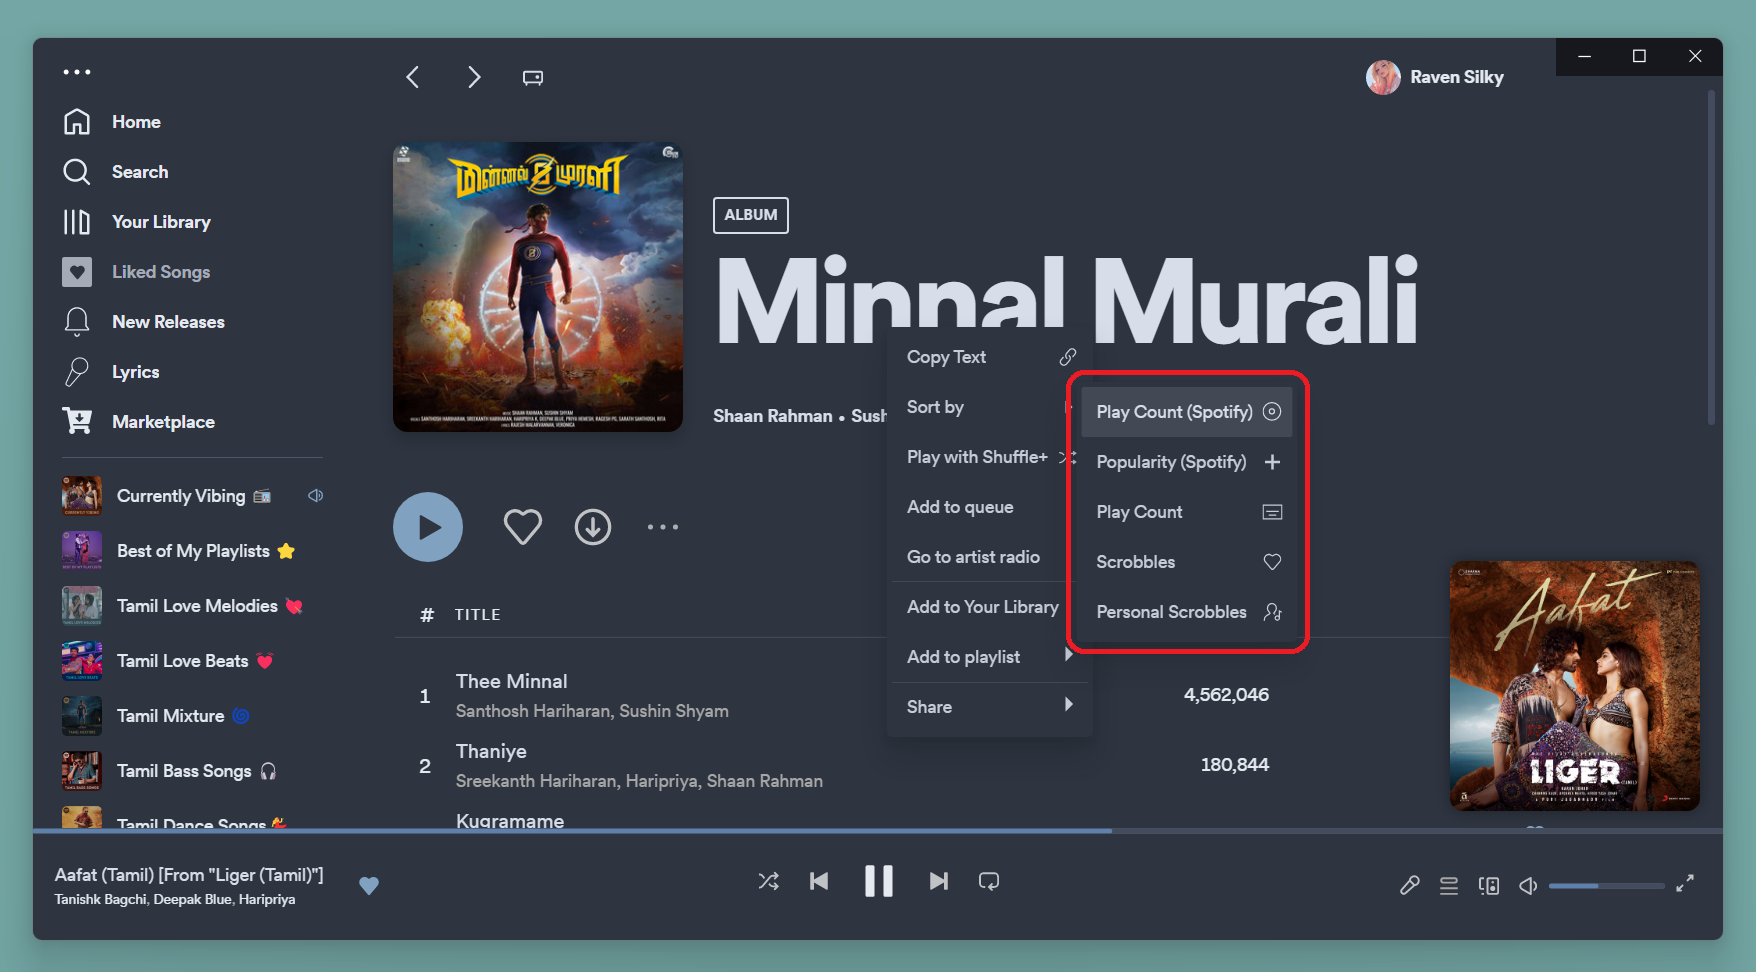 Raven Silky
Home
Search
Your Library
Liked Songs
New Releases
Lyrics
Marketplace
Currently Vibing
Best of My Playlists
Tamil Love Melodies
Tamil Love Beats
Tamil Mixture
Tamil Bass Songs
Tamil Dance Songs
மின்னல் முரளி
ALBUM
Minnal Murali
Shaan Rahman • Sush
Copy Text
Sort by
Play with Shuffle+
Add to queue
Go to artist radio
Add to Your Library
Add to playlist
Share
Play Count (Spotify)
Popularity (Spotify)
Play Count
Scrobbles
Personal Scrobbles
# TITLE
1 Thee Minnal 4,562,046
Santhosh Hariharan, Sushin Shyam
2 Thaniye 180,844
Sreekanth Hariharan, Haripriya, Shaan Rahman
Kugramame
Aafat
LIGER
A PURI JAGANNADH FILM
Aafat (Tamil) [From "Liger (Tamil)"]
Tanishk Bagchi, Deepak Blue, Haripriya